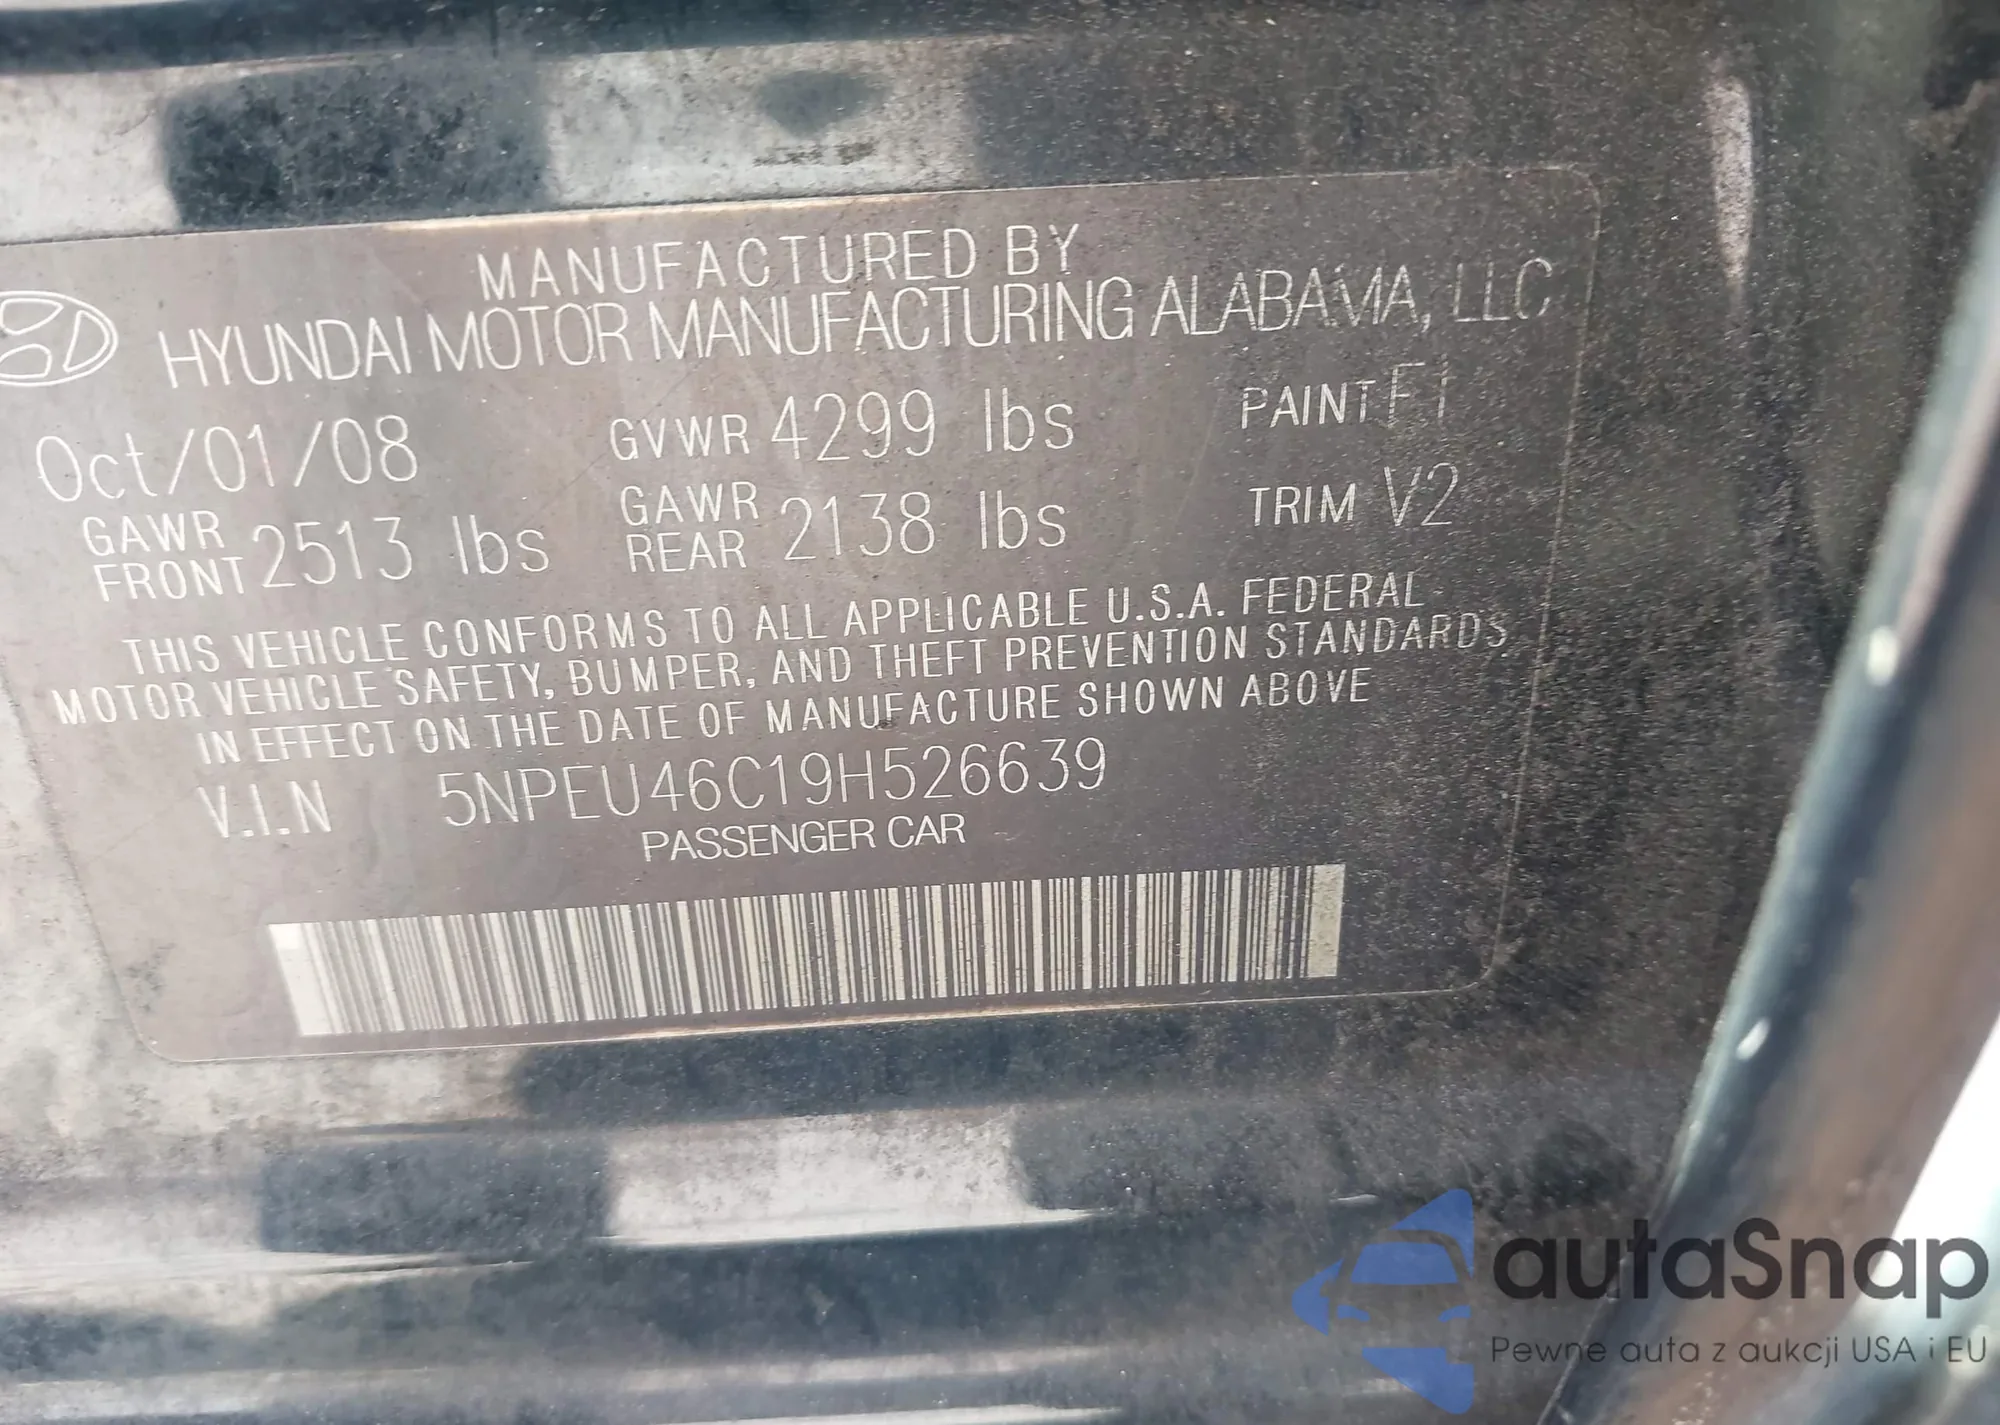 MANUFACTURED BY
HYUNDAI MOTOR MANUFACTURING ALABAMA, LLC
Oct/01/08 GVWR 4299 lbs PAINT
GAWR FRONT 2513 lbs GAWR REAR 2138 lbs TRIM V2
THIS VEHICLE CONFORMS TO ALL APPLICABLE U.S.A. FEDERAL
MOTOR VEHICLE SAFETY, BUMPER, AND THEFT PREVENTION STANDARDS
IN EFFECT ON THE DATE OF MANUFACTURE SHOWN ABOVE
V.I.N 5NPEU46C19H526639
PASSENGER CAR
autaSnap
Pewne auta z aukcji USA i EU